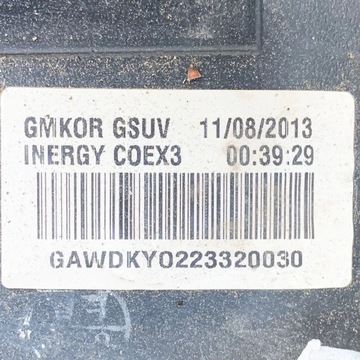 GMKOR GSUV 11/08/2013
INERGY COEX3 00:39:29
GAWDKY0223320030